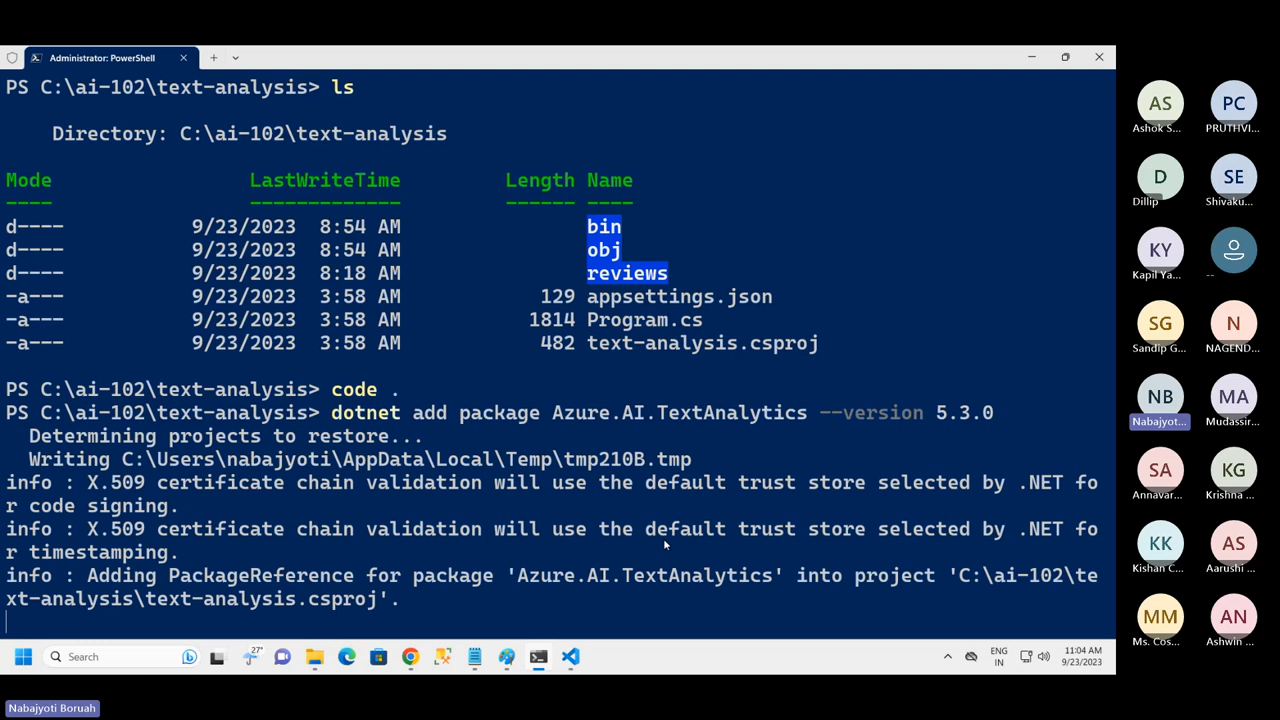 Administrator: PowerShell
PS C:\ai-102\text-analysis> ls
Directory: C:\ai-102\text-analysis
Mode LastWriteTime Length Name
---- ------------- ------ ----
d---- 9/23/2023 8:54 AM bin
d---- 9/23/2023 8:54 AM obj
d---- 9/23/2023 8:18 AM reviews
-a--- 9/23/2023 3:58 AM 129 appsettings.json
-a--- 9/23/2023 3:58 AM 1814 Program.cs
-a--- 9/23/2023 3:58 AM 482 text-analysis.csproj
PS C:\ai-102\text-analysis> code .
PS C:\ai-102\text-analysis> dotnet add package Azure.AI.TextAnalytics --version 5.3.0
Determining projects to restore...
Writing C:\Users\nabajyoti\AppData\Local\Temp\tmp210B.tmp
info : X.509 certificate chain validation will use the default trust store selected by .NET fo
r code signing.
info : X.509 certificate chain validation will use the default trust store selected by .NET fo
r timestamping.
info : Adding PackageReference for package 'Azure.AI.TextAnalytics' into project 'C:\ai-102\te
xt-analysis\text-analysis.csproj'.
Search
27°
ENG
IN
11:04 AM
9/23/2023
AS PC
Ashok S... PRUTHVI...
D SE
Dillip Shivaku...
KY
Kapil Ya... --
SG N
Sandip G... NAGEND...
NB MA
Nabajyot... Mudassir...
SA KG
Annavar... Krishna ...
KK AS
Kishan C... Aarushi ...
MM AN
Ms. Cos... Ashwin ...
Nabajyoti Boruah